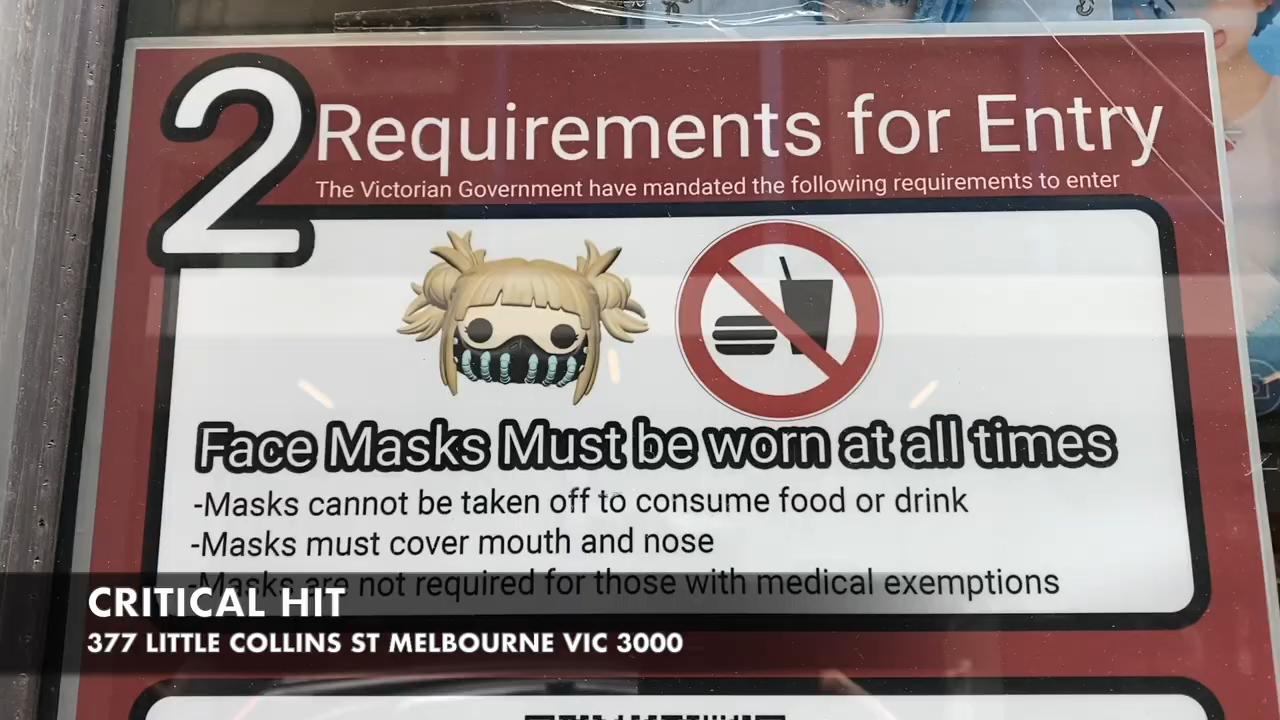 2 Requirements for Entry
The Victorian Government have mandated the following requirements to enter
Face Masks Must be worn at all times
-Masks cannot be taken off to consume food or drink
-Masks must cover mouth and nose
-Masks are not required for those with medical exemptions
CRITICAL HIT
377 LITTLE COLLINS ST MELBOURNE VIC 3000